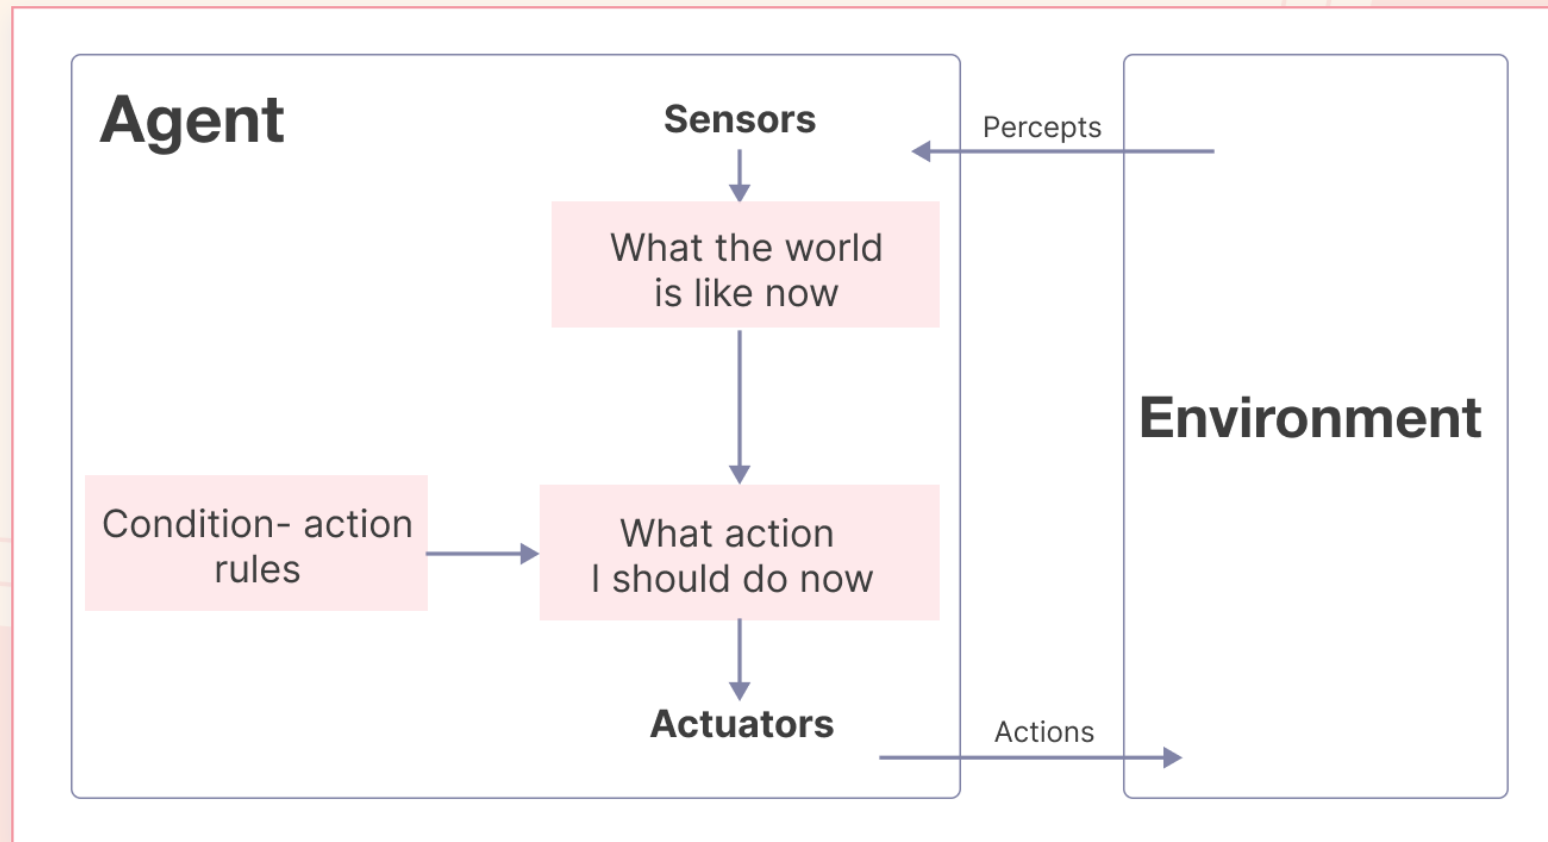 Agent
Sensors
Percepts
What the world
is like now
Environment
Condition- action
rules
What action
I should do now
Actuators
Actions